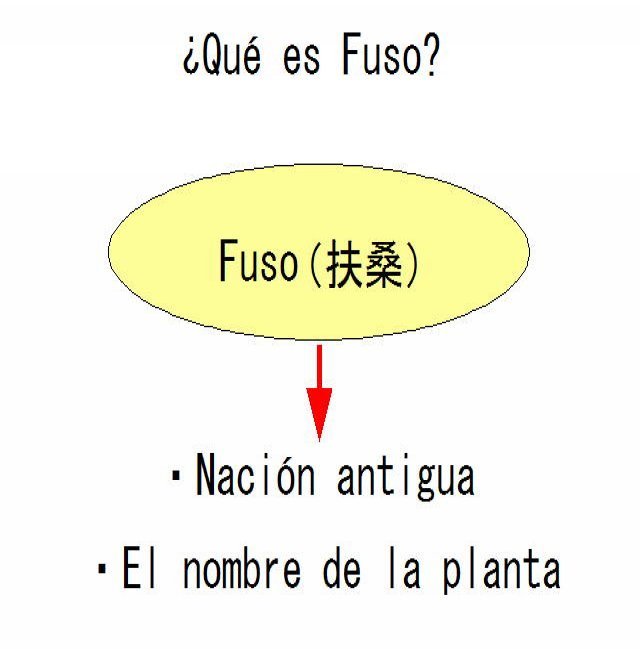 ¿Qué es Fuso?
Fuso(扶桑)
・Nación antigua
・El nombre de la planta